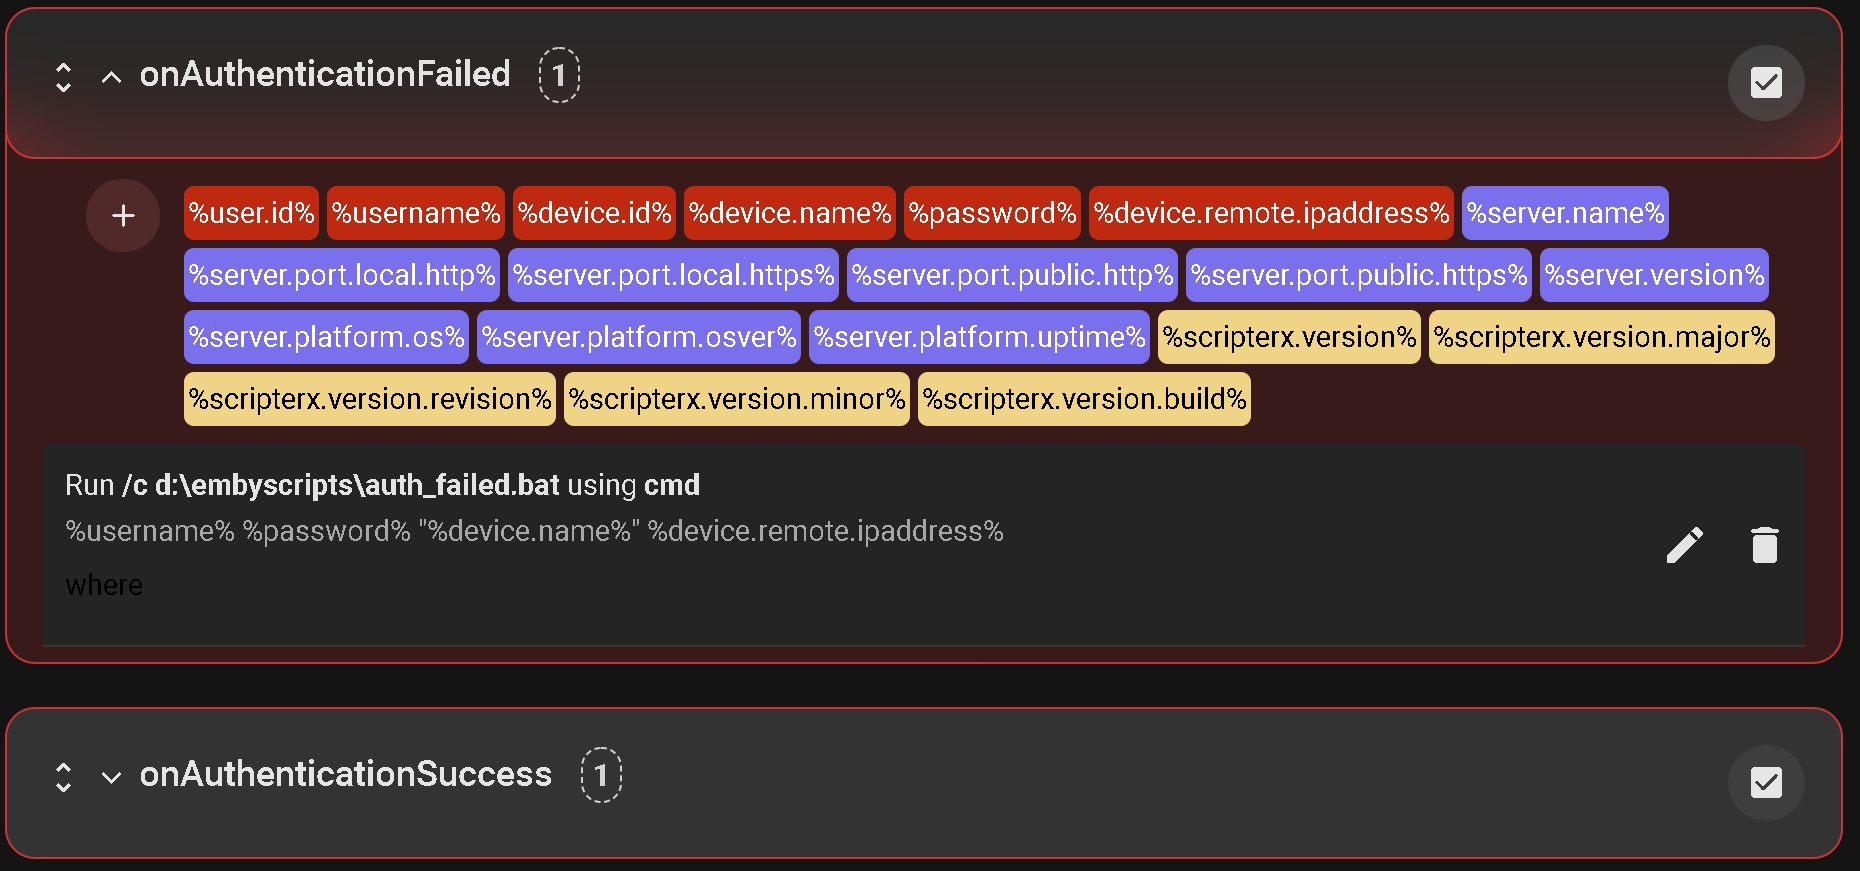 onAuthenticationFailed 1
%user.id% %username% %device.id% %device.name% %password% %device.remote.ipaddress% %server.name%
%server.port.local.http% %server.port.local.https% %server.port.public.http% %server.port.public.https% %server.version%
%server.platform.os% %server.platform.osver% %server.platform.uptime% %scripterx.version% %scripterx.version.major%
%scripterx.version.revision% %scripterx.version.minor% %scripterx.version.build%
Run /c d:\embyscripts\auth_failed.bat using cmd
%username% %password% "%device.name%" %device.remote.ipaddress%
where
onAuthenticationSuccess 1